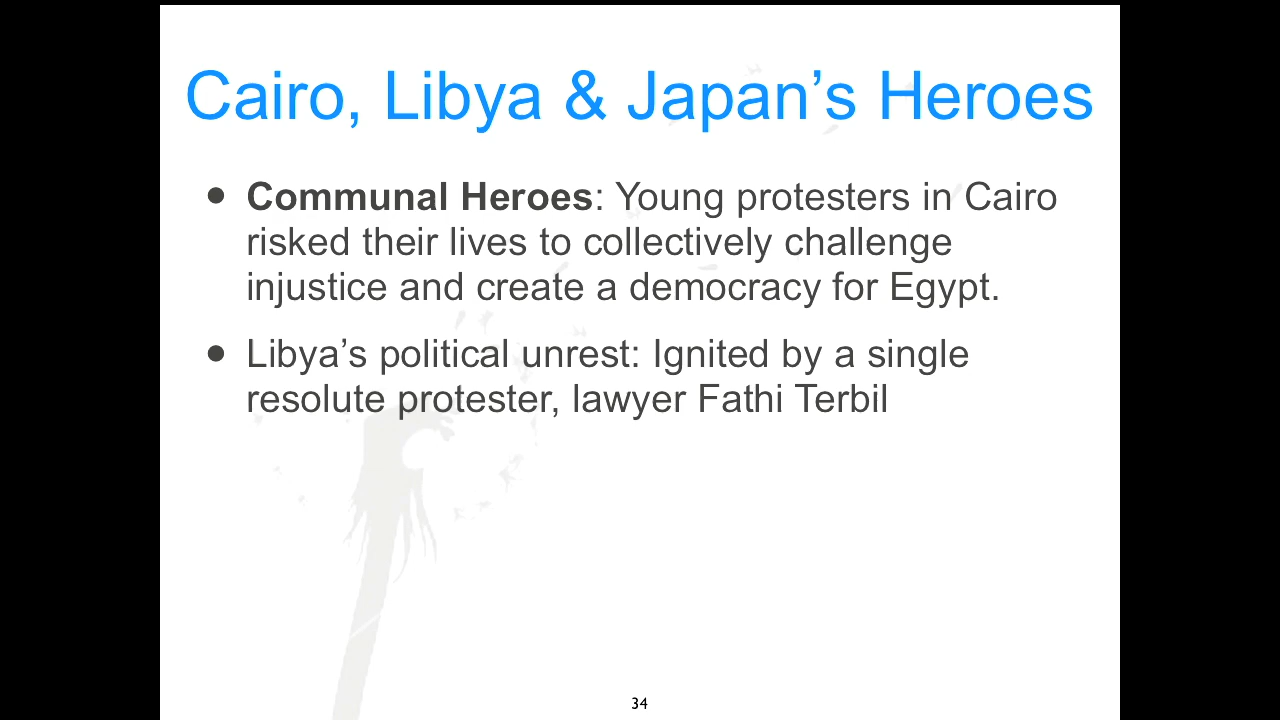 Cairo, Libya & Japan’s Heroes
• Communal Heroes: Young protesters in Cairo
risked their lives to collectively challenge
injustice and create a democracy for Egypt.
• Libya’s political unrest: Ignited by a single
resolute protester, lawyer Fathi Terbil
34